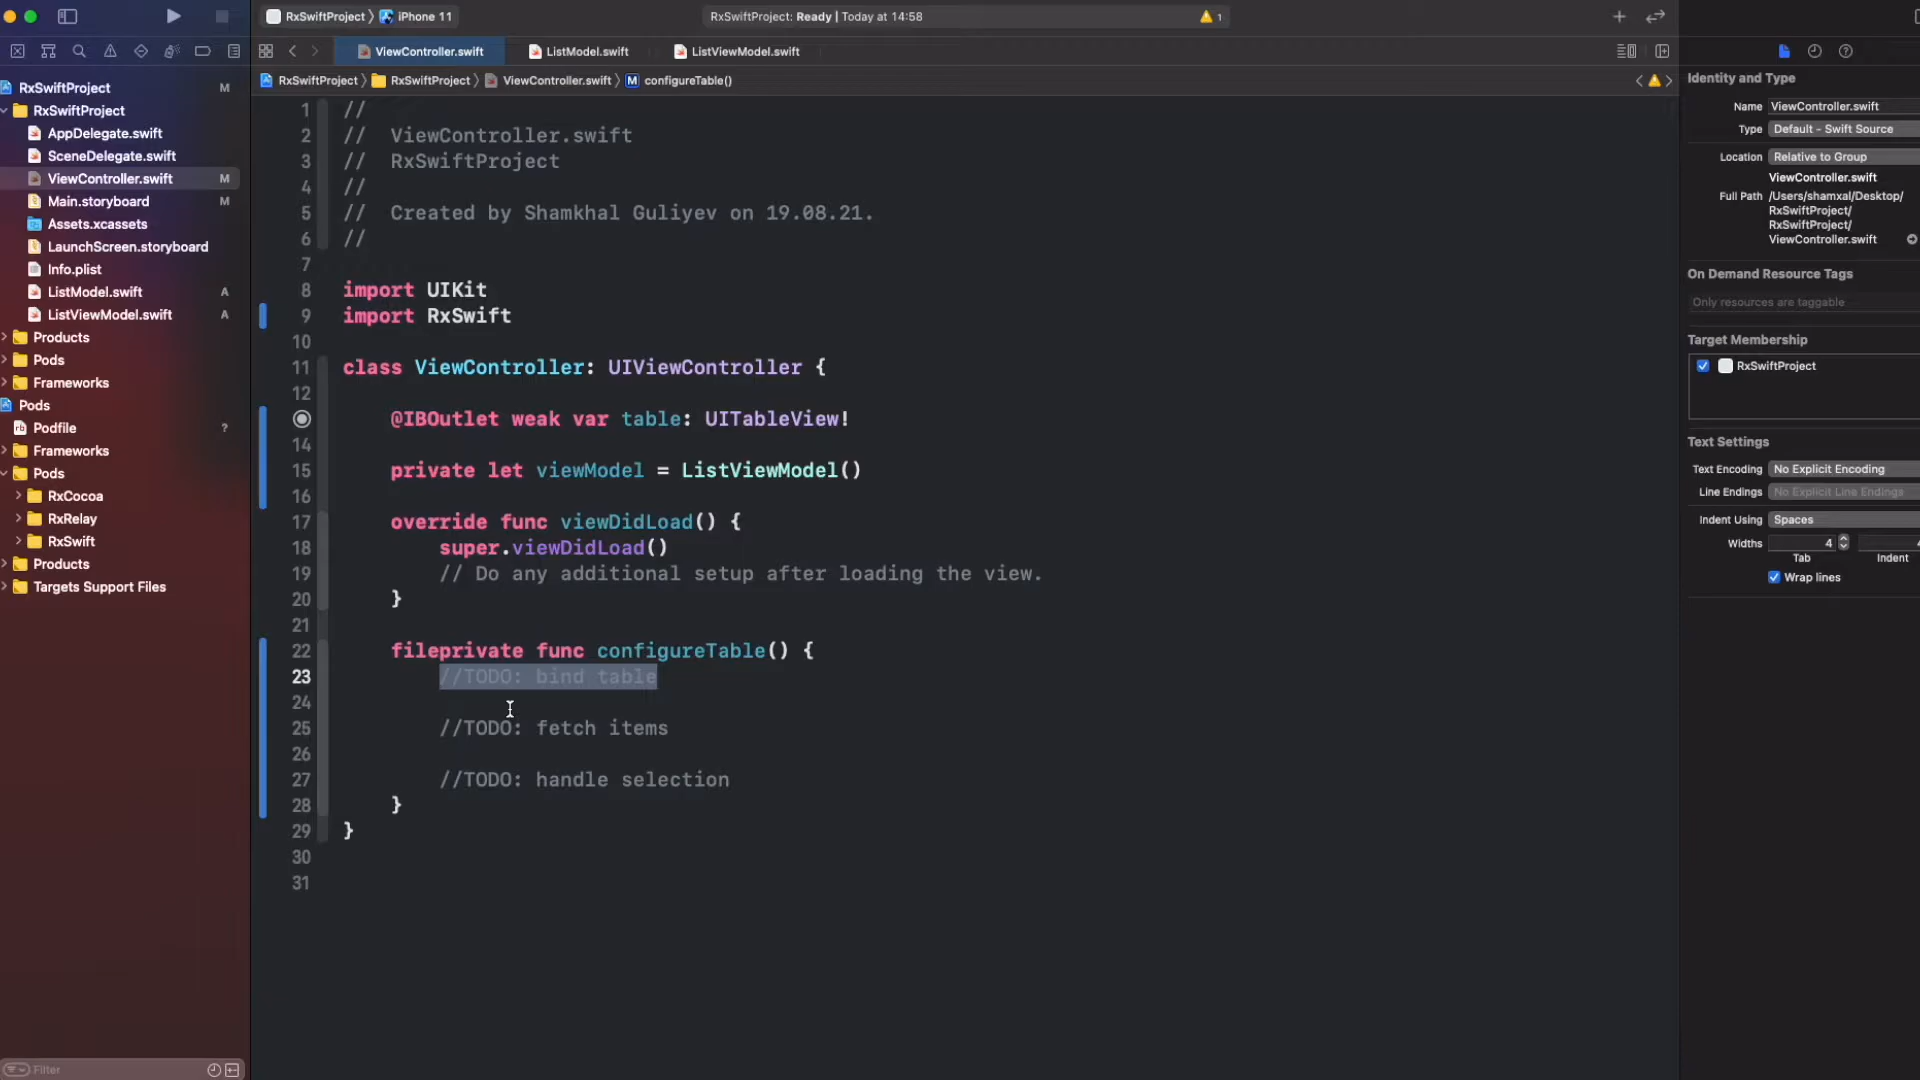 RxSwiftProject
iPhone 11
RxSwiftProject: Ready | Today at 14:58
1
ViewController.swift
ListModel.swift
ListViewModel.swift
RxSwiftProject
RxSwiftProject
ViewController.swift
M
configureTable()
RxSwiftProject
M
RxSwiftProject
AppDelegate.swift
SceneDelegate.swift
ViewController.swift
M
Main.storyboard
M
Assets.xcassets
LaunchScreen.storyboard
Info.plist
ListModel.swift
A
ListViewModel.swift
A
Products
Pods
Frameworks
Pods
Podfile
?
Frameworks
Pods
RxCocoa
RxRelay
RxSwift
Products
Targets Support Files
Filter
1 //
2 //  ViewController.swift
3 //  RxSwiftProject
4 //
5 //  Created by Shamkhal Guliyev on 19.08.21.
6 //
7
8 import UIKit
9 import RxSwift
10
11 class ViewController: UIViewController {
12
@IBOutlet weak var table: UITableView!
14
15 private let viewModel = ListViewModel()
16
17 override func viewDidLoad() {
18 super.viewDidLoad()
19 // Do any additional setup after loading the view.
20 }
21
22 fileprivate func configureTable() {
23 //TODO: bind table
24
25 //TODO: fetch items
26
27 //TODO: handle selection
28 }
29 }
30
31
Identity and Type
Name ViewController.swift
Type Default - Swift Source
Location Relative to Group
ViewController.swift
Full Path /Users/shamxal/Desktop/
RxSwiftProject/
RxSwiftProject/
ViewController.swift
On Demand Resource Tags
Only resources are taggable
Target Membership
RxSwiftProject
Text Settings
Text Encoding No Explicit Encoding
Line Endings No Explicit Line Endings
Indent Using Spaces
Widths 4 4
Tab Indent
Wrap lines